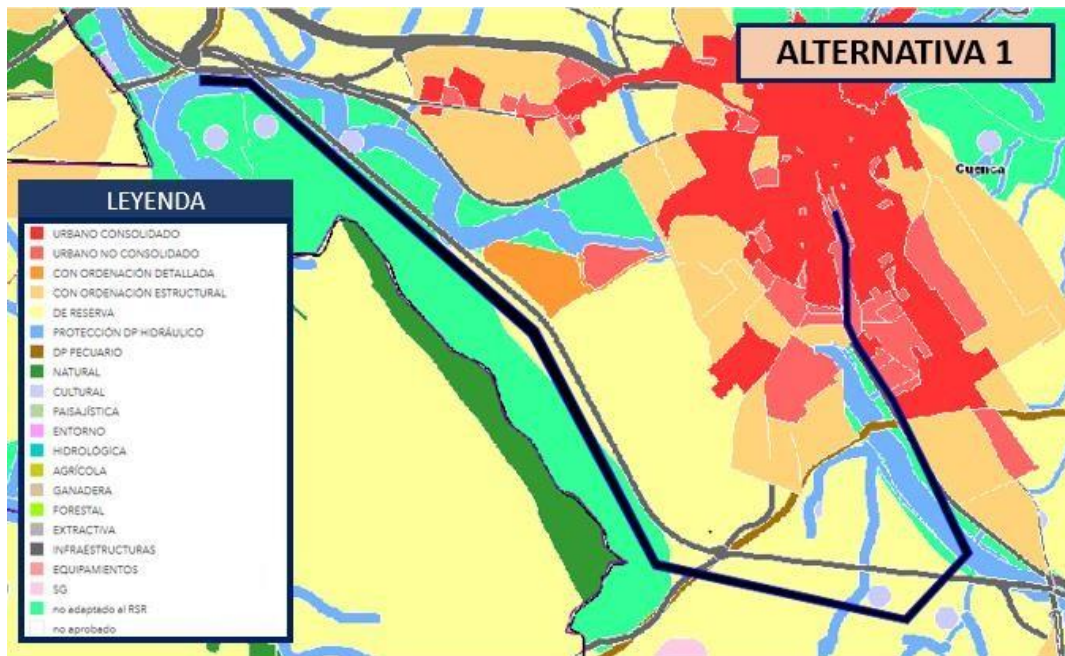 ALTERNATIVA 1
Cuenca
LEYENDA
URBANO CONSOLIDADO
URBANO NO CONSOLIDADO
CON ORDENACIÓN DETALLADA
CON ORDENACIÓN ESTRUCTURAL
DE RESERVA
PROTECCIÓN DP HIDRÁULICO
DP PECUARIO
NATURAL
CULTURAL
PAISAJÍSTICA
ENTORNO
HIDROLÓGICA
AGRÍCOLA
GANADERA
FORESTAL
EXTRACTIVA
INFRAESTRUCTURAS
EQUIPAMIENTOS
SG
no adaptado al RSR
no aprobado